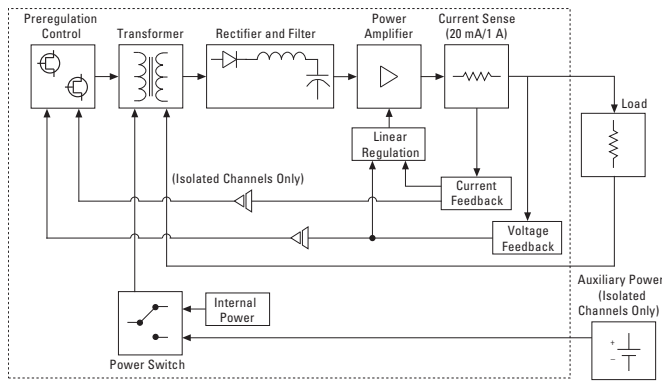 Preregulation
Control
Transformer
Rectifier and Filter
Power
Amplifier
Current Sense
(20 mA/1 A)
Load
Linear
Regulation
(Isolated Channels Only)
Current
Feedback
Voltage
Feedback
Auxiliary Power
(Isolated
Channels Only)
Internal
Power
+
–
Power Switch